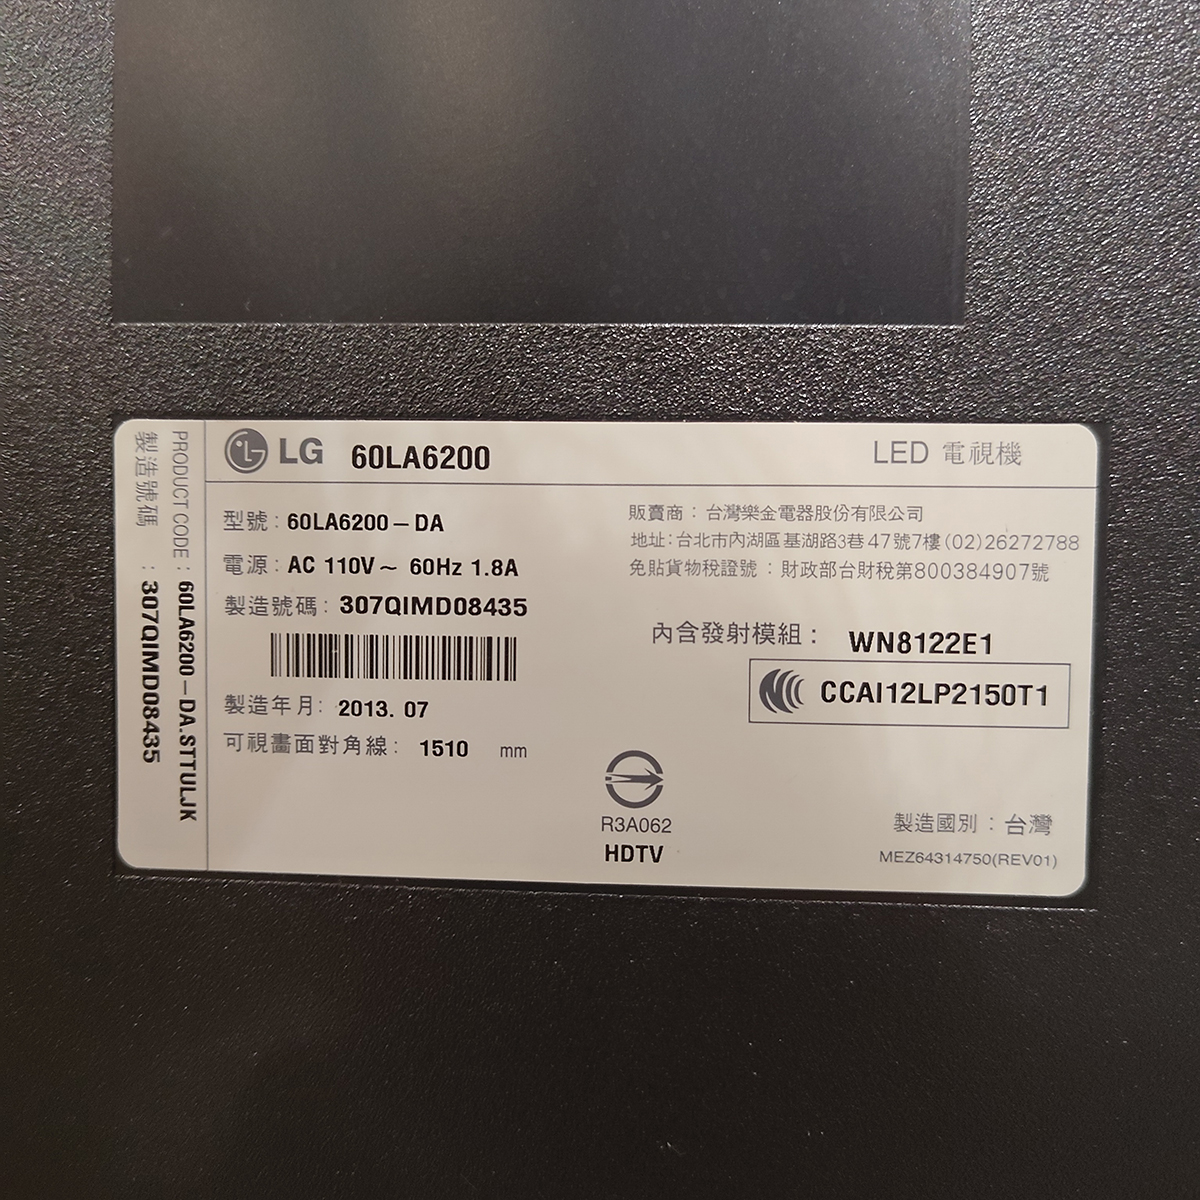 LG 60LA6200
LED 電視機
型號：60LA6200-DA
電源：AC 110V～ 60Hz 1.8A
製造號碼：307QIMD08435
製造年月：2013. 07
可視畫面對角線：1510 mm
販賣商：台灣樂金電器股份有限公司
地址：台北市內湖區基湖路3巷47號7樓(02)26272788
免貼貨物稅證號：財政部台財稅第800384907號
內含發射模組：WN8122E1
CCAI12LP2150T1
R3A062
HDTV
製造國別：台灣
MEZ64314750(REV01)
PRODUCT CODE：60LA6200-DA.STTULJK
製造號碼：307QIMD08435